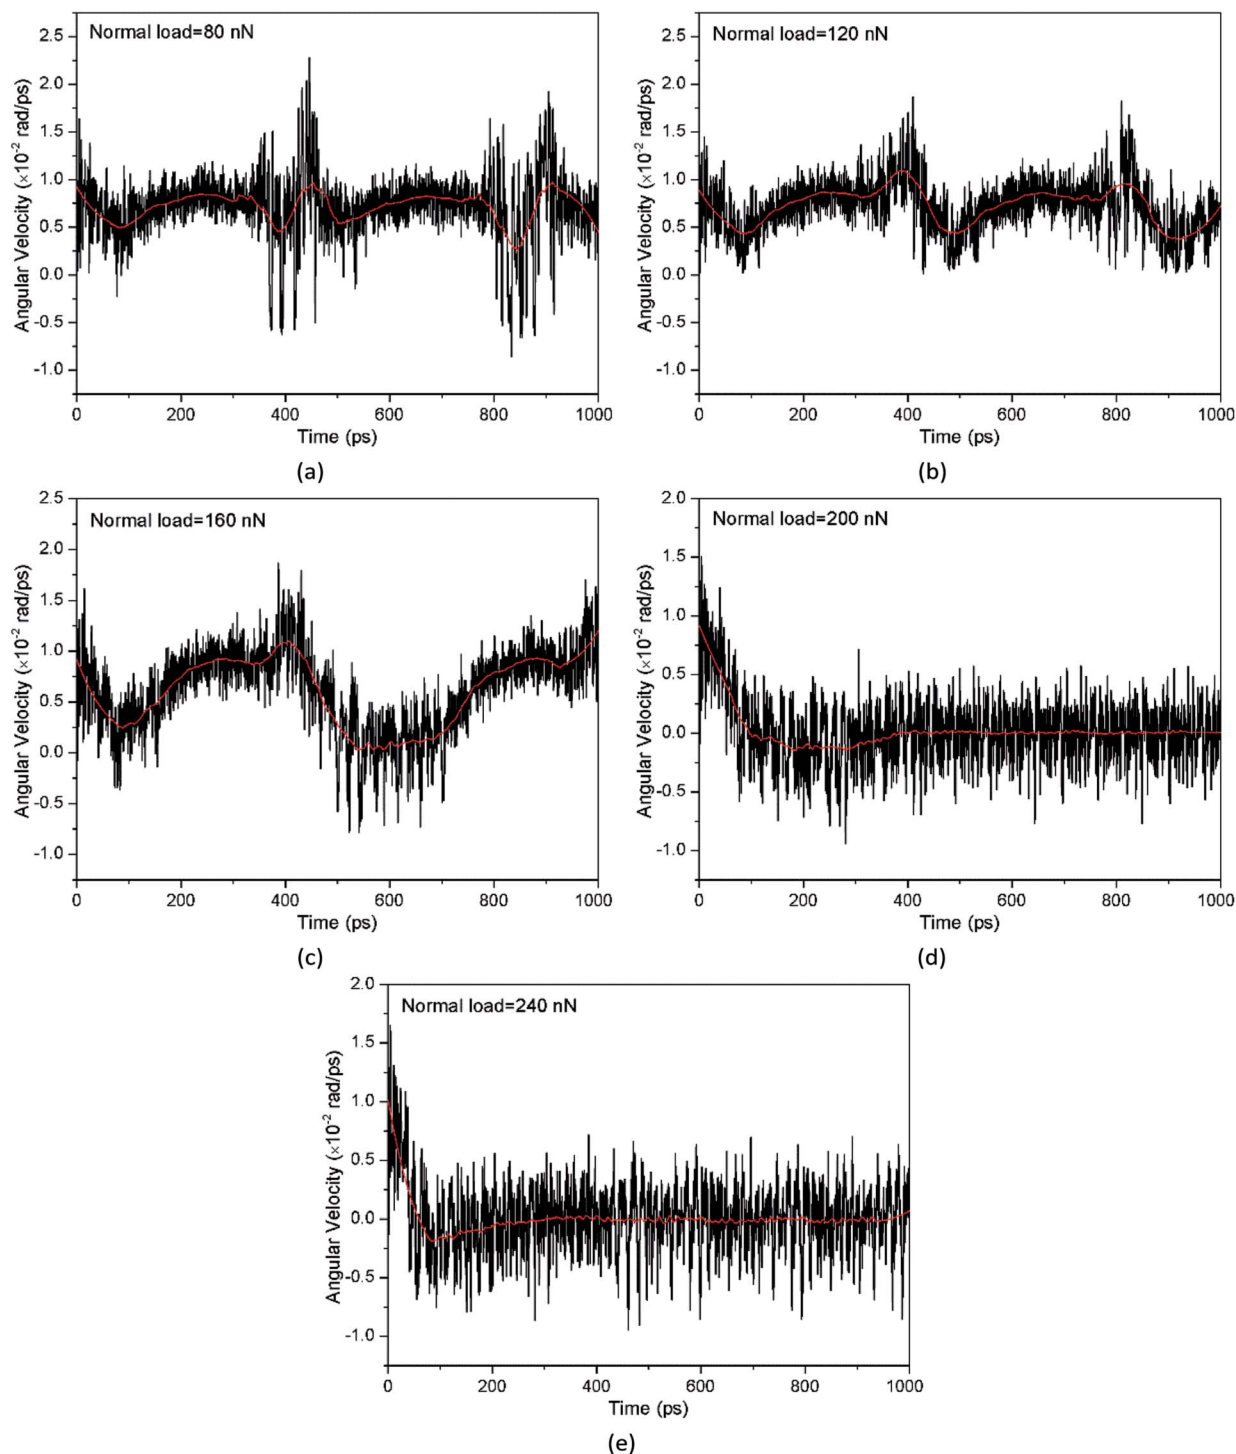 Normal load=80 nN
Angular Velocity (×10⁻² rad/ps)
2.5
2.0
1.5
1.0
0.5
0.0
-0.5
-1.0
0 200 400 600 800 1000
Time (ps)
(a)
Normal load=120 nN
Angular Velocity (×10⁻² rad/ps)
2.5
2.0
1.5
1.0
0.5
0.0
-0.5
-1.0
0 200 400 600 800 1000
Time (ps)
(b)
Normal load=160 nN
Angular Velocity (×10⁻² rad/ps)
2.5
2.0
1.5
1.0
0.5
0.0
-0.5
-1.0
0 200 400 600 800 1000
Time (ps)
(c)
Normal load=200 nN
Angular Velocity (×10⁻² rad/ps)
2.0
1.5
1.0
0.5
0.0
-0.5
-1.0
0 200 400 600 800 1000
Time (ps)
(d)
Normal load=240 nN
Angular Velocity (×10⁻² rad/ps)
2.0
1.5
1.0
0.5
0.0
-0.5
-1.0
0 200 400 600 800 1000
Time (ps)
(e)